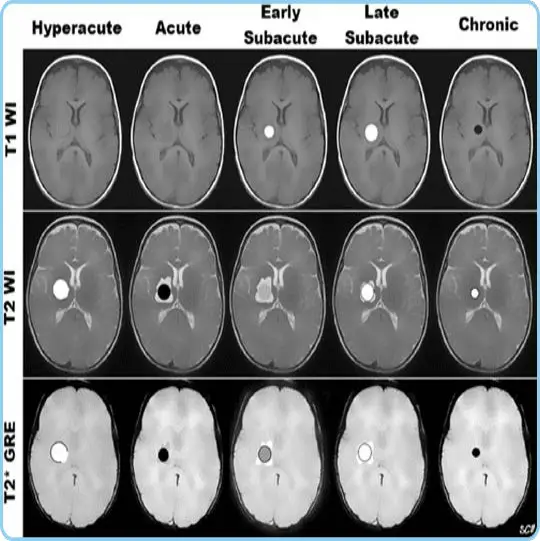 Hyperacute
Acute
Early
Subacute
Late
Subacute
Chronic
T1 WI
T2 WI
T2* GRE